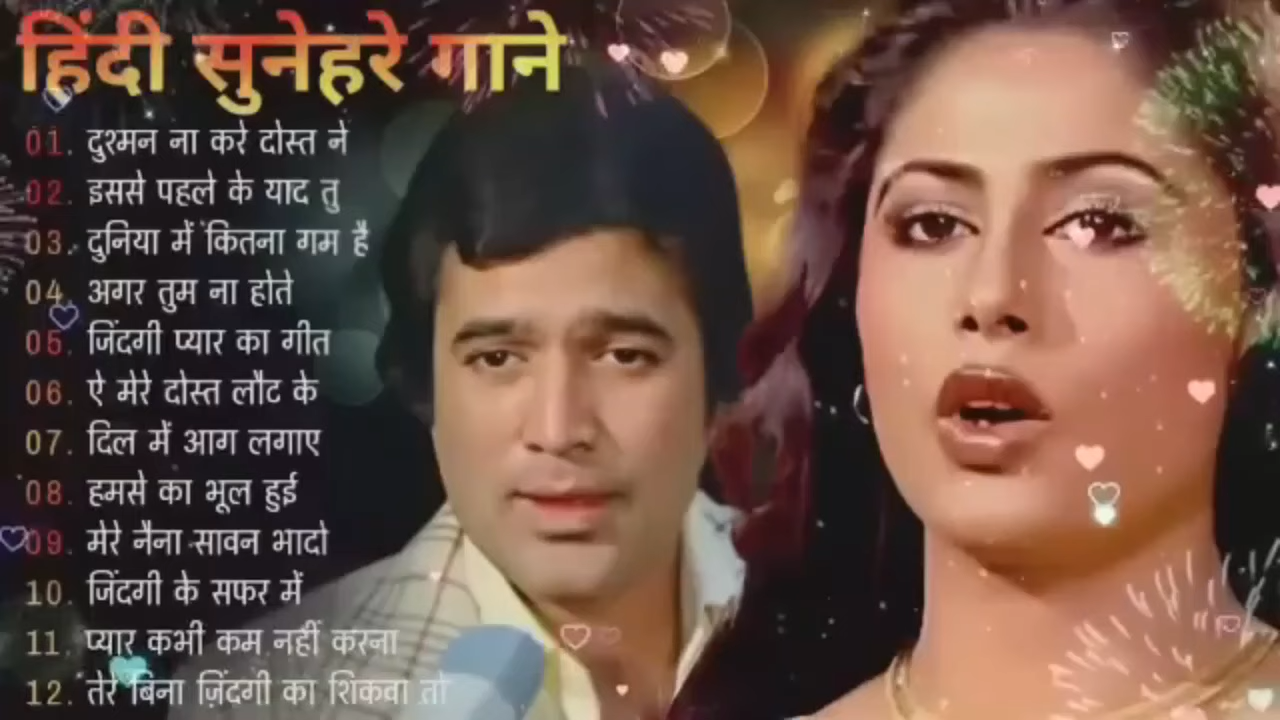 हिंदी सुनेहरे गाने
01. दुश्मन ना करे दोस्त ने
02. इससे पहले के याद तु
03. दुनिया में कितना गम है
04. अगर तुम ना होते
05. जिंदगी प्यार का गीत
06. ऐ मेरे दोस्त लौट के
07. दिल में आग लगाए
08. हमसे का भूल हुई
09. मेरे नैना सावन भादो
10. जिंदगी के सफर में
11. प्यार कभी कम नहीं करना
12. तेरे बिना ज़िंदगी का शिकवा तो